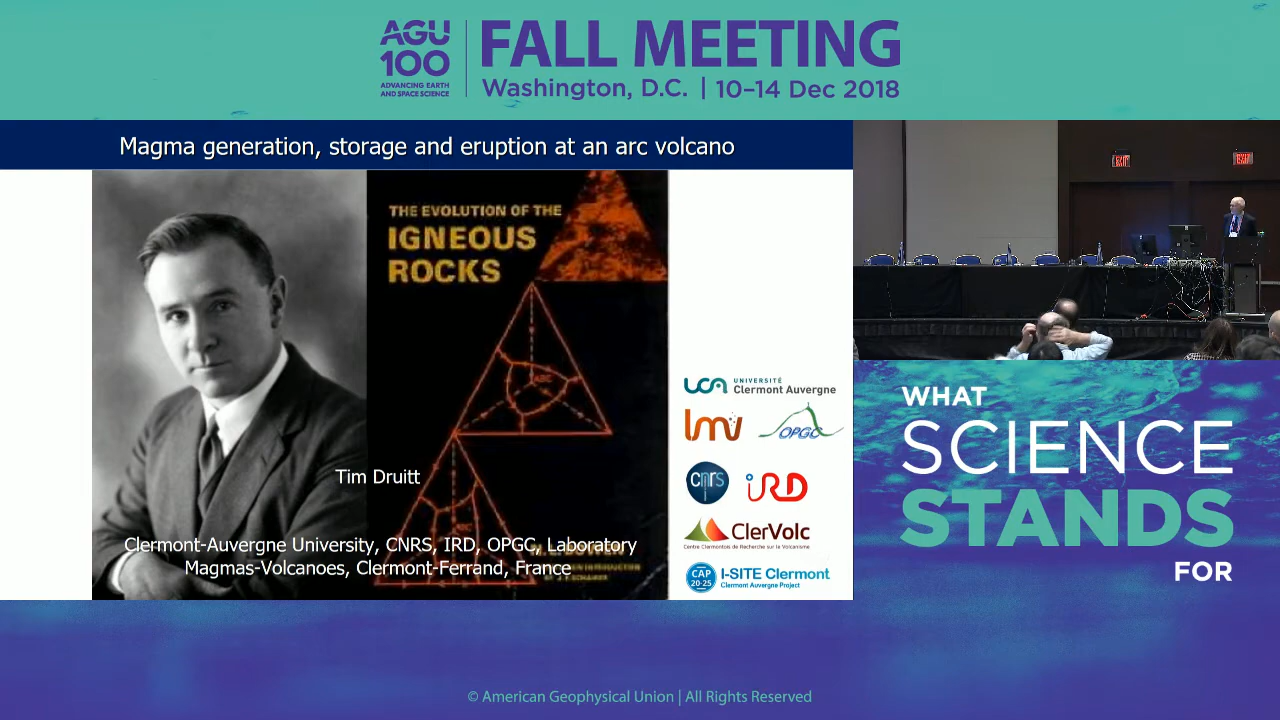 AGU
100
ADVANCING EARTH
AND SPACE SCIENCE
FALL MEETING
Washington, D.C. | 10–14 Dec 2018
Magma generation, storage and eruption at an arc volcano
THE EVOLUTION OF THE
IGNEOUS
ROCKS
Tim Druitt
Clermont-Auvergne University, CNRS, IRD, OPGC, Laboratory
Magmas-Volcanoes, Clermont-Ferrand, France
UCA UNIVERSITÉ
Clermont Auvergne
lmv
OPGC
cnrs
IRD
ClerVolc
Centre Clermontois de Recherche sur le Volcanisme
CAP
20-25
I-SITE Clermont
Clermont Auvergne Project
EXIT
EXIT
WHAT
SCIENCE
STANDS
FOR
© American Geophysical Union | All Rights Reserved